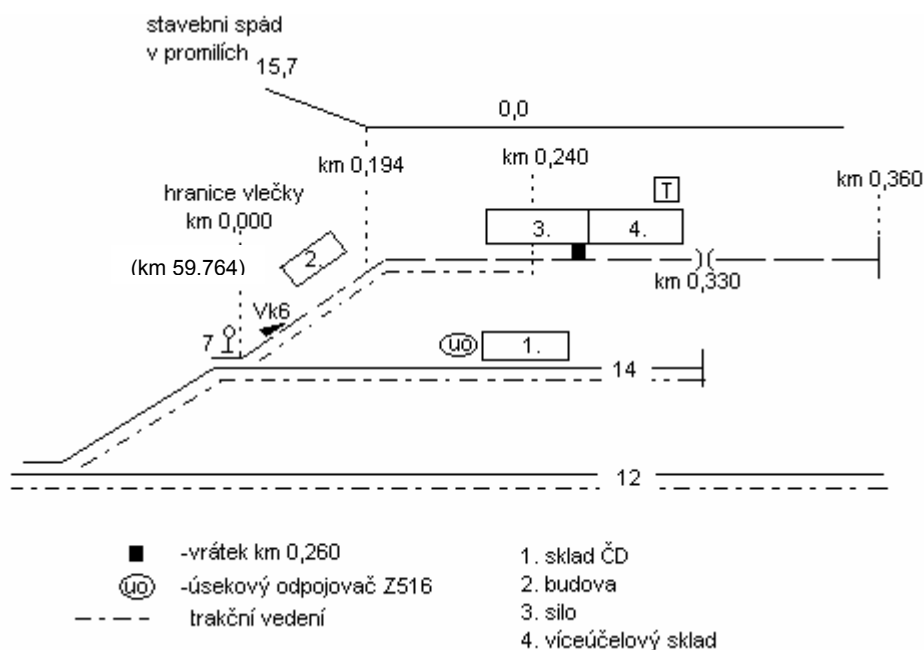 stavební spád
v promilích
15,7
0,0
km 0,194
km 0,240
km 0,360
hranice vlečky
km 0,000
(km 59.764)
T
3.
4.
2.
km 0,330
Vk6
7
uo
1.
14
12
-vrátek km 0,260
-úsekový odpojovač Z516
trakční vedení
1. sklad ČD
2. budova
3. silo
4. víceúčelový sklad